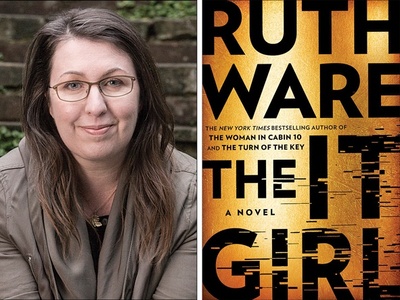 RUTH
WARE
THE NEW YORK TIMES BESTSELLING AUTHOR OF
THE WOMAN IN CABIN 10
AND THE TURN OF THE KEY
THE IT
A NOVEL
GIRL